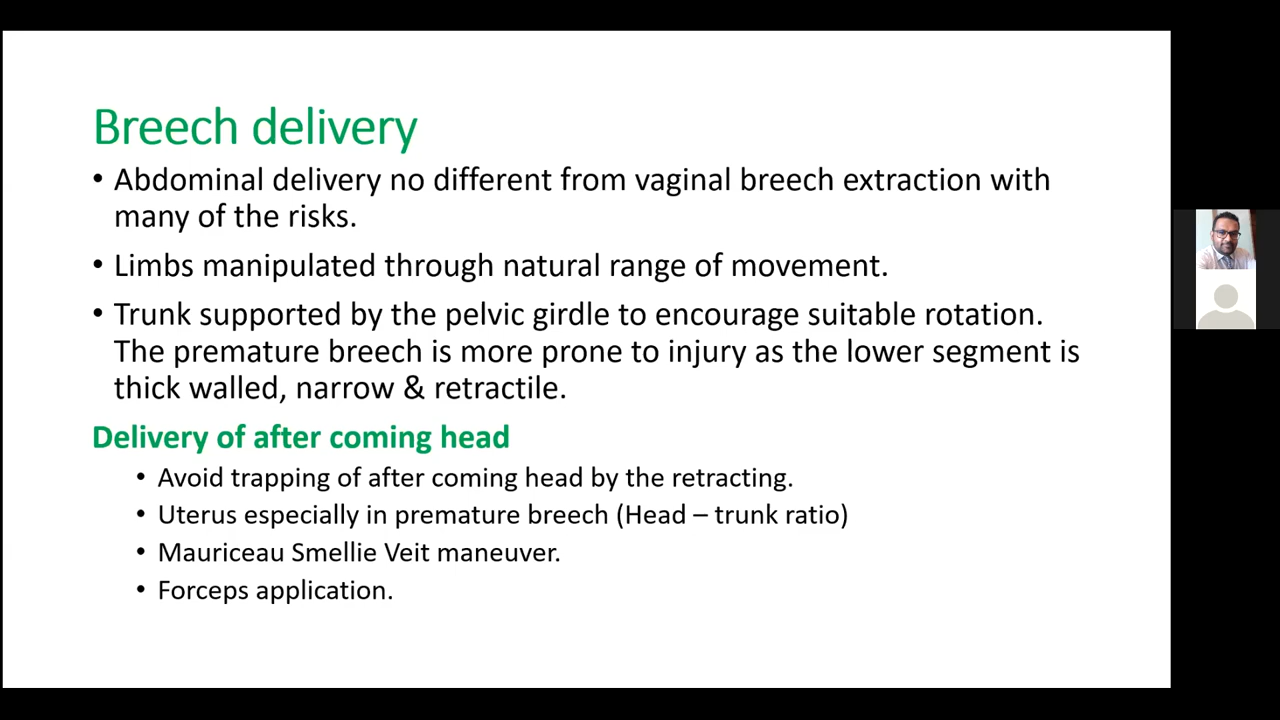 Breech delivery
• Abdominal delivery no different from vaginal breech extraction with
many of the risks.
• Limbs manipulated through natural range of movement.
• Trunk supported by the pelvic girdle to encourage suitable rotation.
The premature breech is more prone to injury as the lower segment is
thick walled, narrow & retractile.
Delivery of after coming head
• Avoid trapping of after coming head by the retracting.
• Uterus especially in premature breech (Head – trunk ratio)
• Mauriceau Smellie Veit maneuver.
• Forceps application.